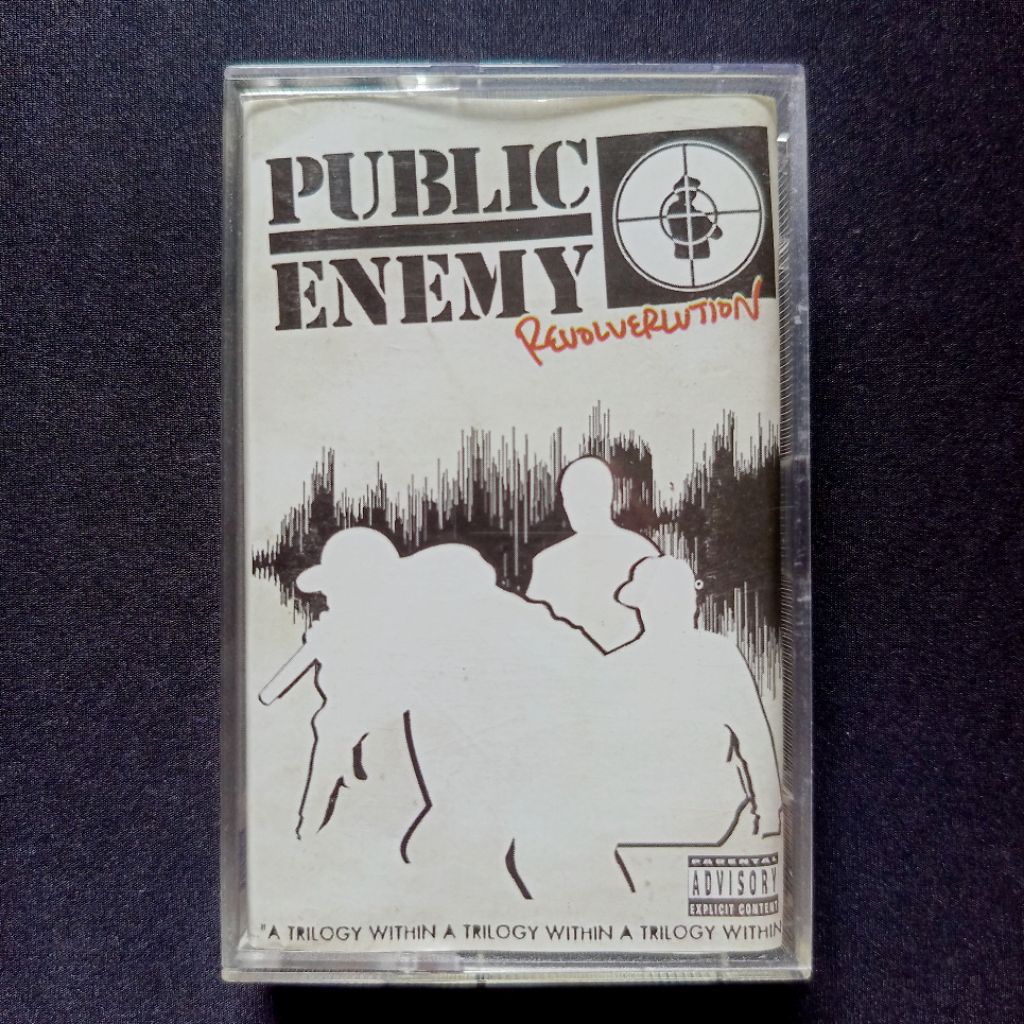 PUBLIC
ENEMY
REVOLVERLUTION
PARENTAL
ADVISORY
EXPLICIT CONTENT
"A TRILOGY WITHIN A TRILOGY WITHIN A TRILOGY WITHIN